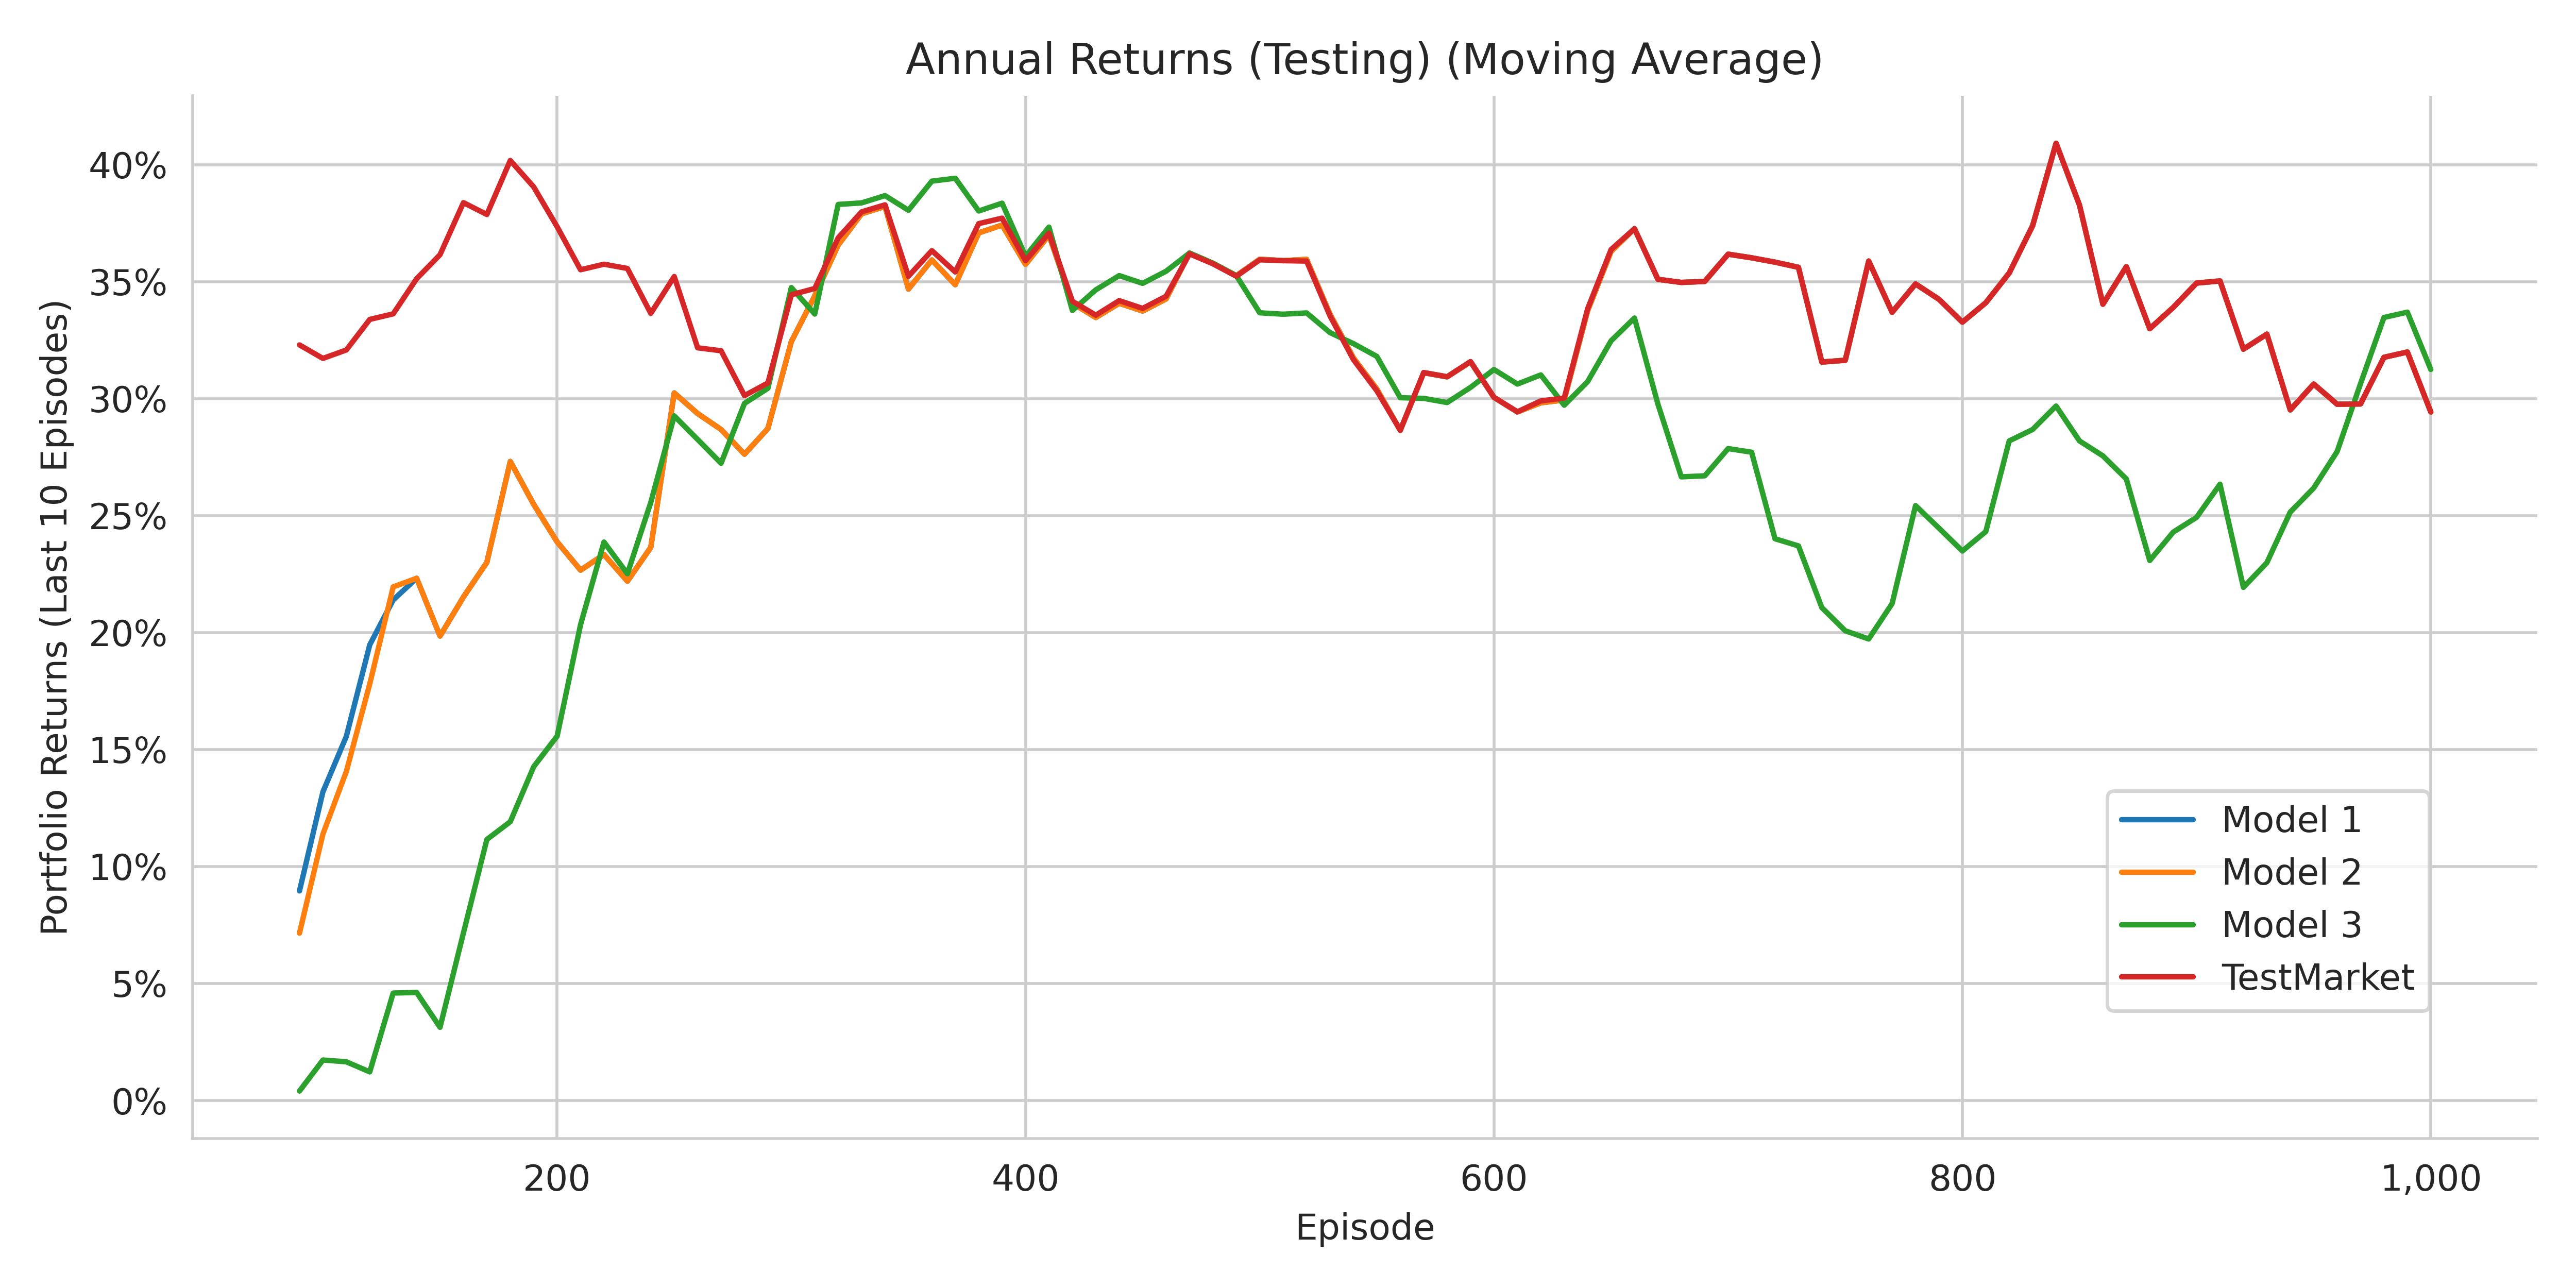 Annual Returns (Testing) (Moving Average)
Portfolio Returns (Last 10 Episodes)
40%
35%
30%
25%
20%
15%
10%
5%
0%
200
400
600
800
1,000
Episode
Model 1
Model 2
Model 3
TestMarket